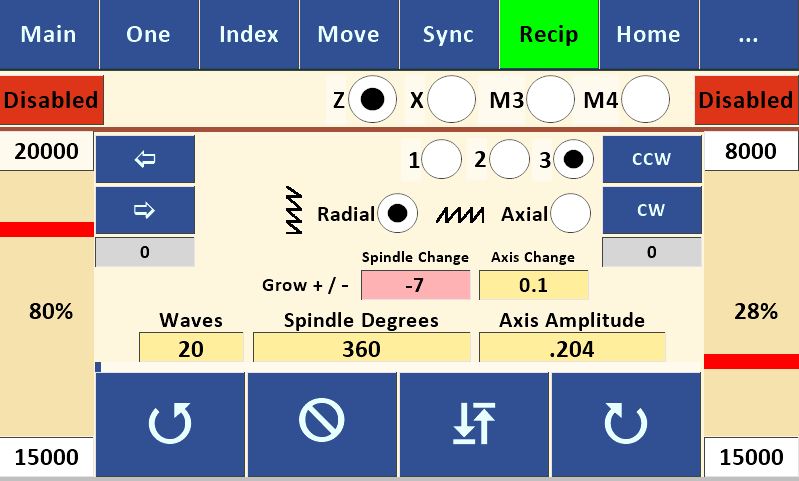 Main One Index Move Sync Recip Home ...
Disabled Z X M3 M4 Disabled
20000 1 2 3 CCW 8000
Radial Axial CW
0 0
Spindle Change Axis Change
Grow + / - -7 0.1
80% 28%
Waves Spindle Degrees Axis Amplitude
20 360 .204
15000 15000